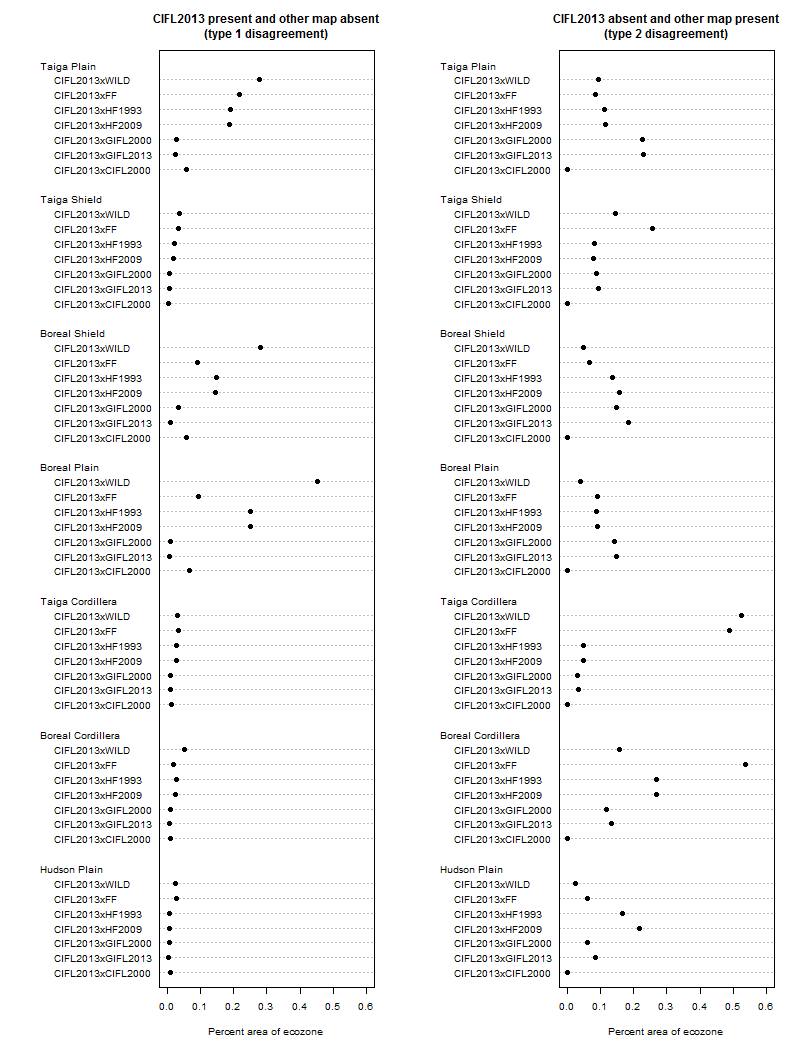 CIFL2013 present and other map absent
(type 1 disagreement)
Taiga Plain
CIFL2013xWILD
CIFL2013xFF
CIFL2013xHF1993
CIFL2013xHF2009
CIFL2013xGIFL2000
CIFL2013xGIFL2013
CIFL2013xCIFL2000
Taiga Shield
CIFL2013xWILD
CIFL2013xFF
CIFL2013xHF1993
CIFL2013xHF2009
CIFL2013xGIFL2000
CIFL2013xGIFL2013
CIFL2013xCIFL2000
Boreal Shield
CIFL2013xWILD
CIFL2013xFF
CIFL2013xHF1993
CIFL2013xHF2009
CIFL2013xGIFL2000
CIFL2013xGIFL2013
CIFL2013xCIFL2000
Boreal Plain
CIFL2013xWILD
CIFL2013xFF
CIFL2013xHF1993
CIFL2013xHF2009
CIFL2013xGIFL2000
CIFL2013xGIFL2013
CIFL2013xCIFL2000
Taiga Cordillera
CIFL2013xWILD
CIFL2013xFF
CIFL2013xHF1993
CIFL2013xHF2009
CIFL2013xGIFL2000
CIFL2013xGIFL2013
CIFL2013xCIFL2000
Boreal Cordillera
CIFL2013xWILD
CIFL2013xFF
CIFL2013xHF1993
CIFL2013xHF2009
CIFL2013xGIFL2000
CIFL2013xGIFL2013
CIFL2013xCIFL2000
Hudson Plain
CIFL2013xWILD
CIFL2013xFF
CIFL2013xHF1993
CIFL2013xHF2009
CIFL2013xGIFL2000
CIFL2013xGIFL2013
CIFL2013xCIFL2000
0.0 0.1 0.2 0.3 0.4 0.5 0.6
Percent area of ecozone
CIFL2013 absent and other map present
(type 2 disagreement)
Taiga Plain
CIFL2013xWILD
CIFL2013xFF
CIFL2013xHF1993
CIFL2013xHF2009
CIFL2013xGIFL2000
CIFL2013xGIFL2013
CIFL2013xCIFL2000
Taiga Shield
CIFL2013xWILD
CIFL2013xFF
CIFL2013xHF1993
CIFL2013xHF2009
CIFL2013xGIFL2000
CIFL2013xGIFL2013
CIFL2013xCIFL2000
Boreal Shield
CIFL2013xWILD
CIFL2013xFF
CIFL2013xHF1993
CIFL2013xHF2009
CIFL2013xGIFL2000
CIFL2013xGIFL2013
CIFL2013xCIFL2000
Boreal Plain
CIFL2013xWILD
CIFL2013xFF
CIFL2013xHF1993
CIFL2013xHF2009
CIFL2013xGIFL2000
CIFL2013xGIFL2013
CIFL2013xCIFL2000
Taiga Cordillera
CIFL2013xWILD
CIFL2013xFF
CIFL2013xHF1993
CIFL2013xHF2009
CIFL2013xGIFL2000
CIFL2013xGIFL2013
CIFL2013xCIFL2000
Boreal Cordillera
CIFL2013xWILD
CIFL2013xFF
CIFL2013xHF1993
CIFL2013xHF2009
CIFL2013xGIFL2000
CIFL2013xGIFL2013
CIFL2013xCIFL2000
Hudson Plain
CIFL2013xWILD
CIFL2013xFF
CIFL2013xHF1993
CIFL2013xHF2009
CIFL2013xGIFL2000
CIFL2013xGIFL2013
CIFL2013xCIFL2000
0.0 0.1 0.2 0.3 0.4 0.5 0.6
Percent area of ecozone